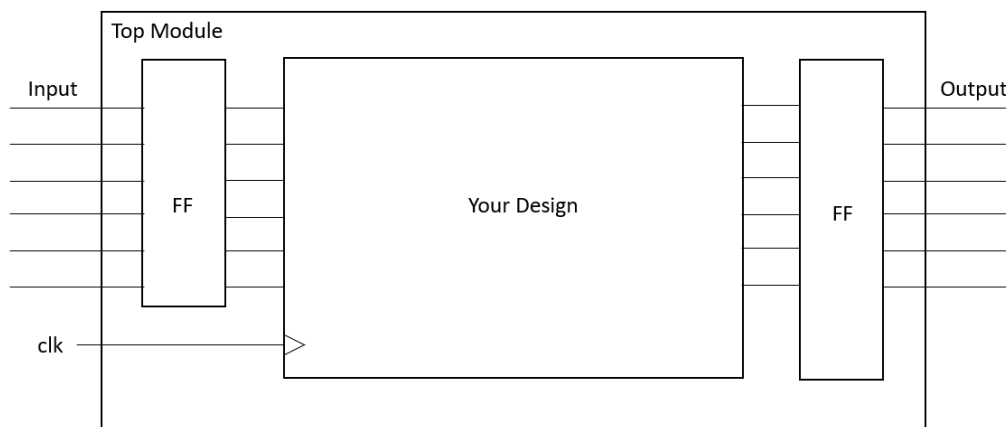 Top Module
Input
Output
FF
Your Design
FF
clk